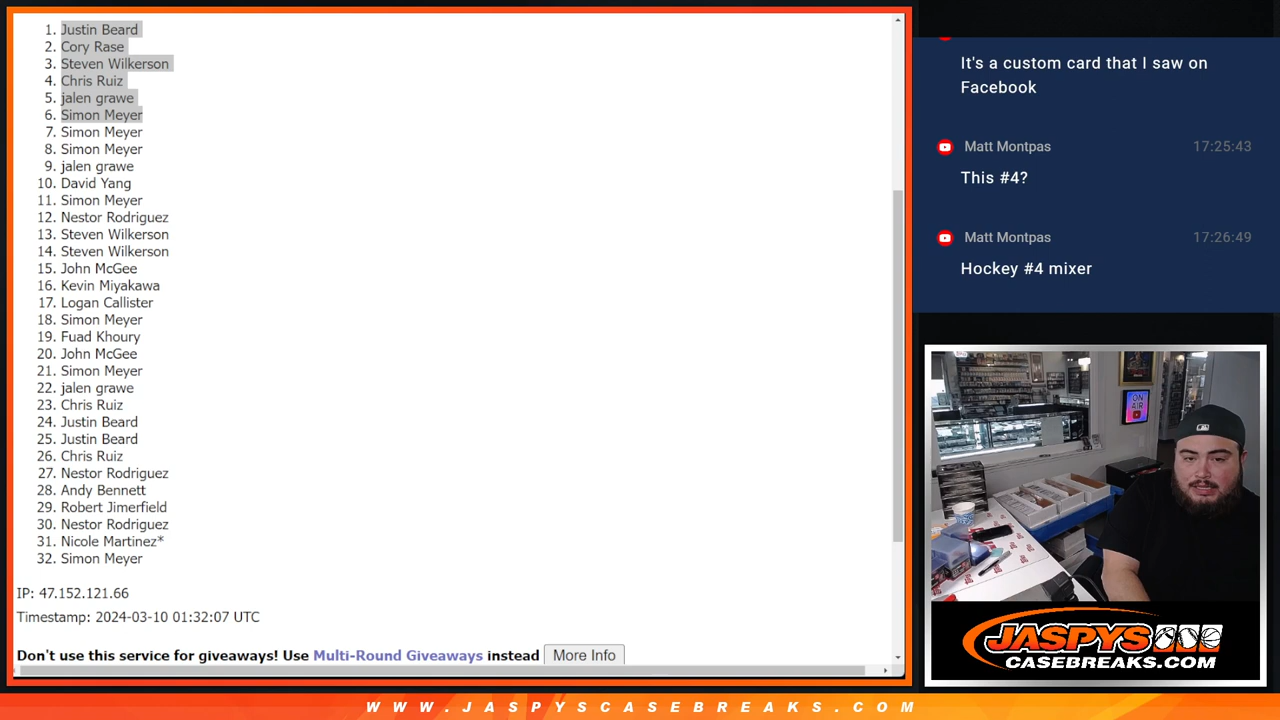 1. Justin Beard
2. Cory Rase
3. Steven Wilkerson
4. Chris Ruiz
5. jalen grawe
6. Simon Meyer
7. Simon Meyer
8. Simon Meyer
9. jalen grawe
10. David Yang
11. Simon Meyer
12. Nestor Rodriguez
13. Steven Wilkerson
14. Steven Wilkerson
15. John McGee
16. Kevin Miyakawa
17. Logan Callister
18. Simon Meyer
19. Fuad Khoury
20. John McGee
21. Simon Meyer
22. jalen grawe
23. Chris Ruiz
24. Justin Beard
25. Justin Beard
26. Chris Ruiz
27. Nestor Rodriguez
28. Andy Bennett
29. Robert Jimerfield
30. Nestor Rodriguez
31. Nicole Martinez*
32. Simon Meyer
IP: 47.152.121.66
Timestamp: 2024-03-10 01:32:07 UTC
Don't use this service for giveaways! Use Multi-Round Giveaways instead More Info
It's a custom card that I saw on
Facebook
Matt Montpas 17:25:43
This #4?
Matt Montpas 17:26:49
Hockey #4 mixer
ON
AIR
JASPYS
CASEBREAKS.COM
WWW.JASPYSCASEBREAKS.COM